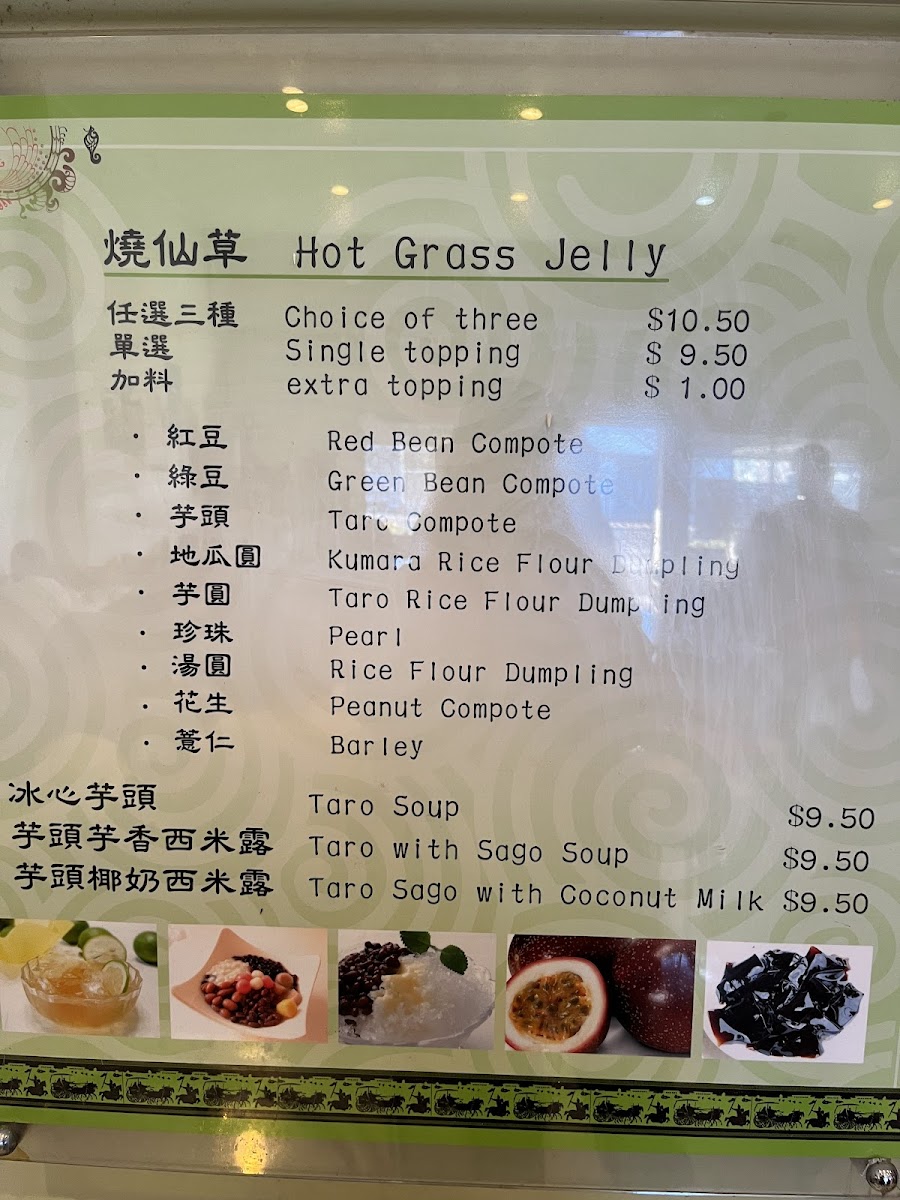 燒仙草 Hot Grass Jelly
任選三種 Choice of three $10.50
單選 Single topping $ 9.50
加料 extra topping $ 1.00
· 紅豆 Red Bean Compote
· 綠豆 Green Bean Compote
· 芋頭 Taro Compote
· 地瓜圓 Kumara Rice Flour Dumpling
· 芋圓 Taro Rice Flour Dumpling
· 珍珠 Pearl
· 湯圓 Rice Flour Dumpling
· 花生 Peanut Compote
· 薏仁 Barley
冰心芋頭 Taro Soup $9.50
芋頭芋香西米露 Taro with Sago Soup $9.50
芋頭椰奶西米露 Taro Sago with Coconut Milk $9.50